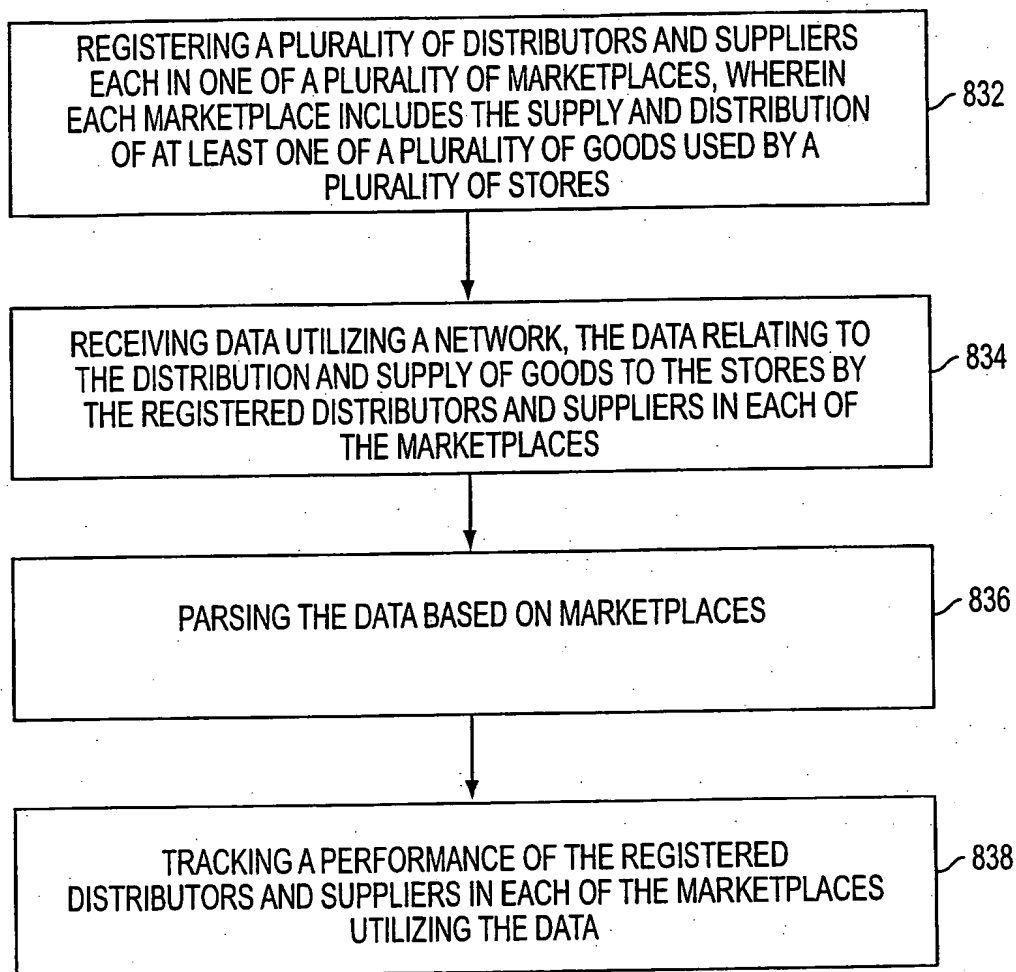 REGISTERING A PLURALITY OF DISTRIBUTORS AND SUPPLIERS
EACH IN ONE OF A PLURALITY OF MARKETPLACES, WHEREIN
EACH MARKETPLACE INCLUDES THE SUPPLY AND DISTRIBUTION
OF AT LEAST ONE OF A PLURALITY OF GOODS USED BY A
PLURALITY OF STORES
832
RECEIVING DATA UTILIZING A NETWORK, THE DATA RELATING TO
THE DISTRIBUTION AND SUPPLY OF GOODS TO THE STORES BY
THE REGISTERED DISTRIBUTORS AND SUPPLIERS IN EACH OF
THE MARKETPLACES
834
PARSING THE DATA BASED ON MARKETPLACES
836
TRACKING A PERFORMANCE OF THE REGISTERED
DISTRIBUTORS AND SUPPLIERS IN EACH OF THE MARKETPLACES
UTILIZING THE DATA
838